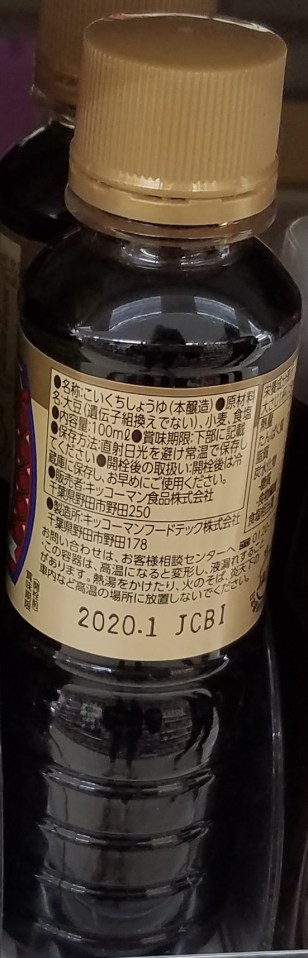 ●名称:こいくちしょうゆ(本醸造)●原材料
名:大豆(遺伝子組換えでない)、小麦、食塩
●内容量:100mℓ●賞味期限:下部に記載
●保存方法:直射日光を避け常温で保存し
てください●開栓後の取扱い:開栓後は冷
蔵庫に保存し、お早めにご使用ください。
●販売者:キッコーマン食品株式会社
千葉県野田市野田250
●製造所:キッコーマンフードテック株式会社
千葉県野田市野田178
お問い合わせは、お客様相談センターへ
この容器は、高温になると変形し、液漏れするこ
があります。熱湯をかけたり、火のそば、炎天下の
車内など高温の場所に放置しないでください。
2020.1 JCBI